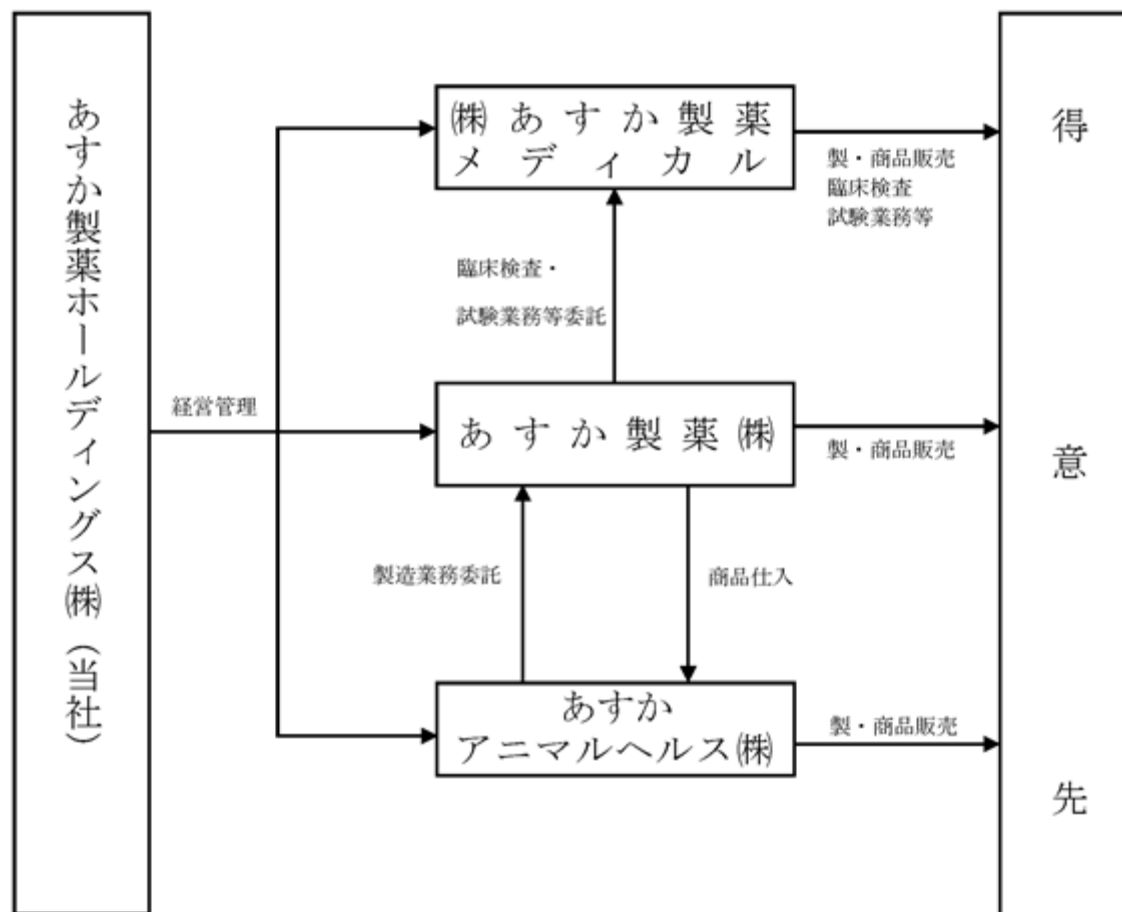 あすか製薬ホールディングス㈱（当社）
経営管理
㈱あすか製薬
メディカル
製・商品販売
臨床検査
試験業務等
臨床検査・
試験業務等委託
あすか製薬㈱
製・商品販売
製造業務委託
商品仕入
あすか
アニマルヘルス㈱
製・商品販売
得意先